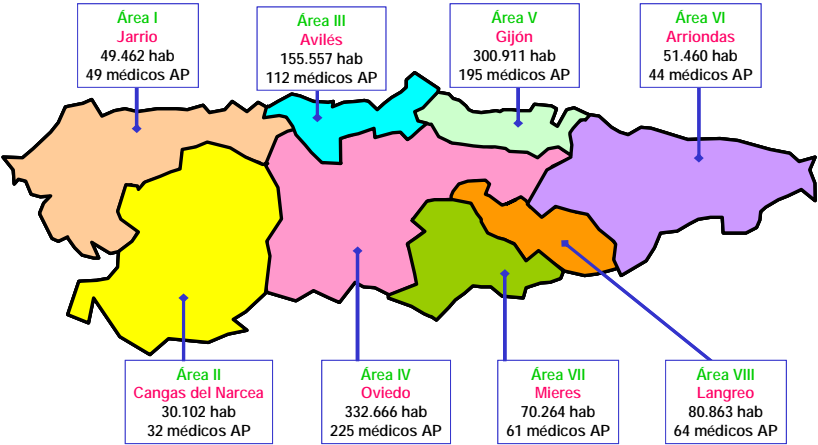 Área I
Jarrio
49.462 hab
49 médicos AP
Área III
Avilés
155.557 hab
112 médicos AP
Área V
Gijón
300.911 hab
195 médicos AP
Área VI
Arriondas
51.460 hab
44 médicos AP
Área II
Cangas del Narcea
30.102 hab
32 médicos AP
Área IV
Oviedo
332.666 hab
225 médicos AP
Área VII
Mieres
70.264 hab
61 médicos AP
Área VIII
Langreo
80.863 hab
64 médicos AP